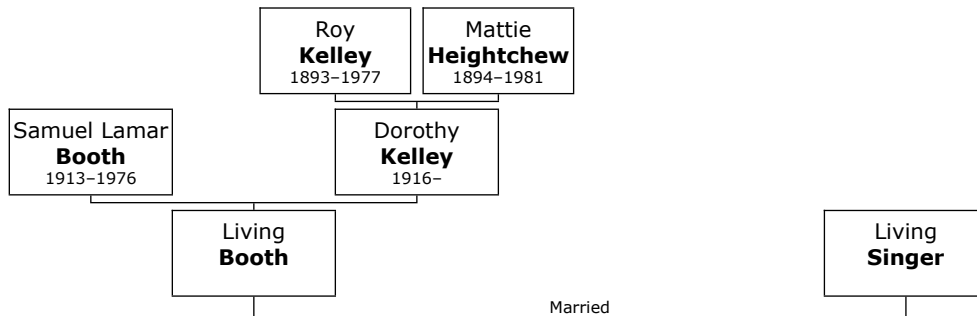 Roy
Kelley
1893–1977
Mattie
Heightchew
1894–1981
Samuel Lamar
Booth
1913–1976
Dorothy
Kelley
1916–
Living
Booth
Living
Singer
Married